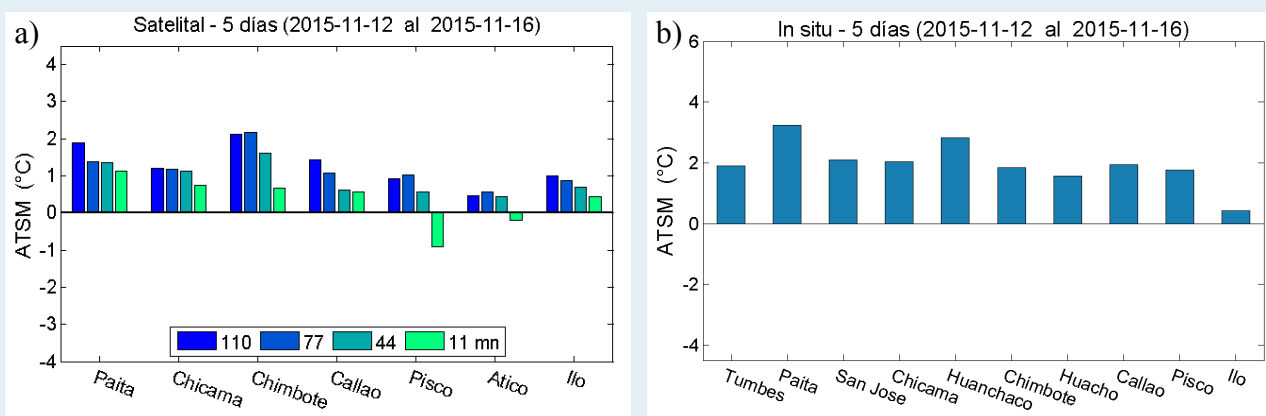 a)
Satelital - 5 días (2015-11-12 al 2015-11-16)
ATSM (°C)
4
3
2
1
0
-1
-2
-3
-4
110 77 44 11 mn
Paita Chicama Chimbote Callao Pisco Atico Ilo
b)
In situ - 5 días (2015-11-12 al 2015-11-16)
ATSM (°C)
6
4
2
0
-2
-4
Tumbes Paita San Jose Chicama Huanchaco Chimbote Huacho Callao Pisco Ilo